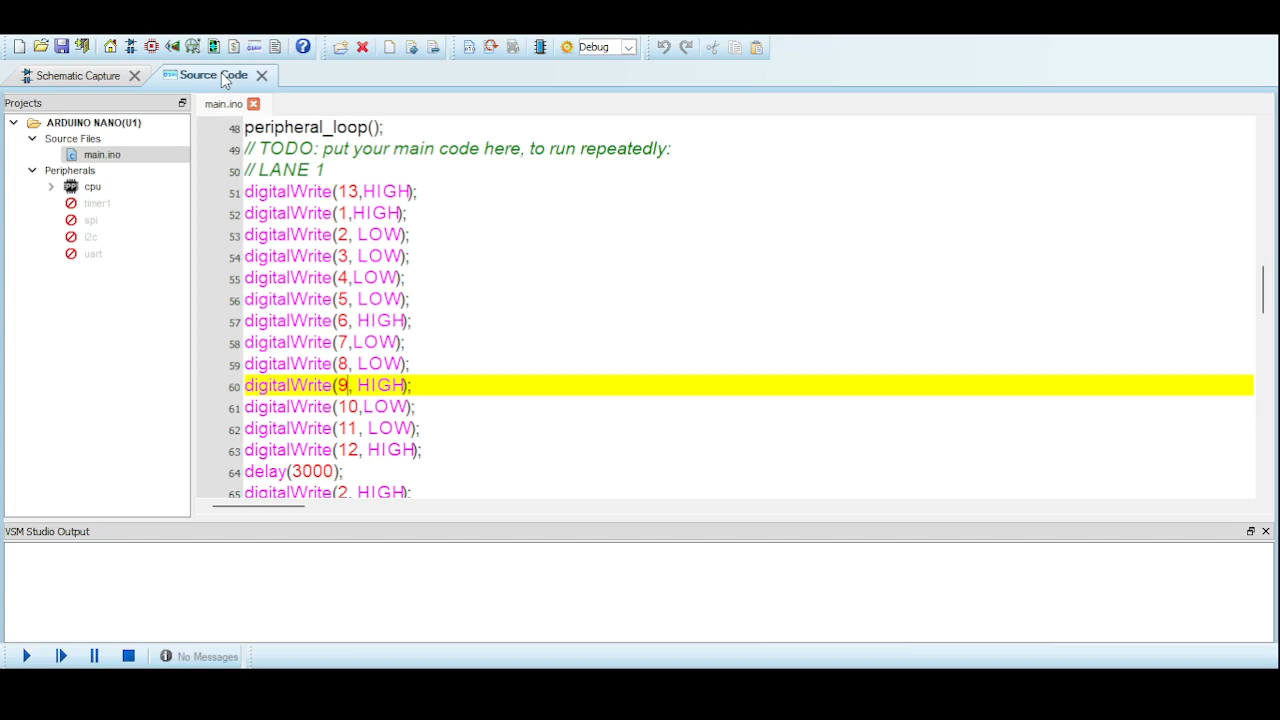 Debug
Schematic Capture
Source Code
Projects
main.ino
ARDUINO NANO(U1)
Source Files
main.ino
Peripherals
cpu
timer1
spi
i2c
uart
48 peripheral_loop();
49 // TODO: put your main code here, to run repeatedly:
50 // LANE 1
51 digitalWrite(13,HIGH);
52 digitalWrite(1,HIGH);
53 digitalWrite(2, LOW);
54 digitalWrite(3, LOW);
55 digitalWrite(4,LOW);
56 digitalWrite(5, LOW);
57 digitalWrite(6, HIGH);
58 digitalWrite(7,LOW);
59 digitalWrite(8, LOW);
60 digitalWrite(9, HIGH);
61 digitalWrite(10,LOW);
62 digitalWrite(11, LOW);
63 digitalWrite(12, HIGH);
64 delay(3000);
65 digitalWrite(2, HIGH);
VSM Studio Output
No Messages